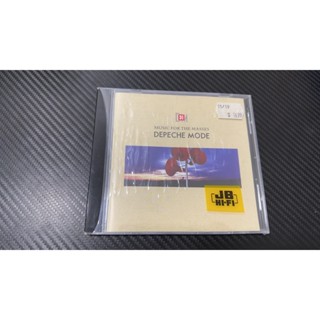 MUSIC FOR THE MASSES
DEPECHE MODE
JB
HI-FI